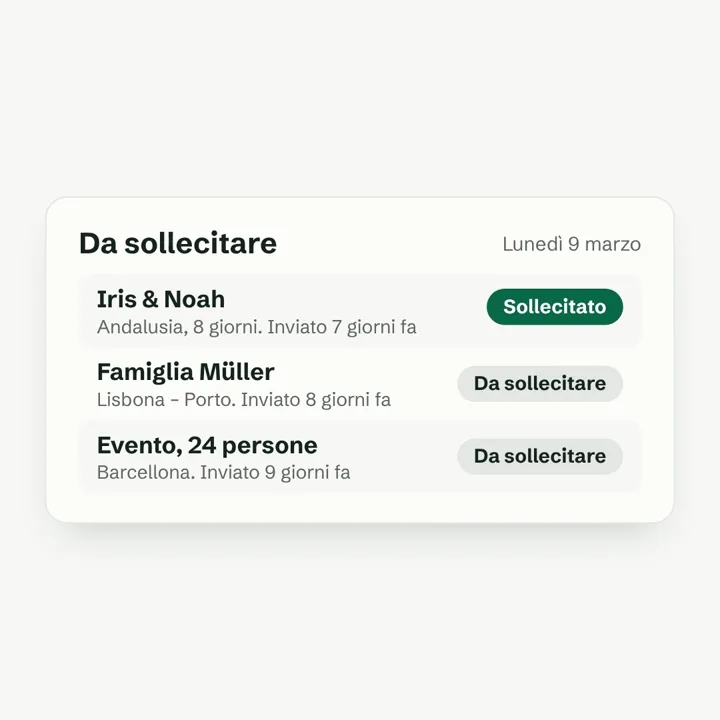 Da sollecitare
Lunedì 9 marzo
Iris & Noah
Andalusia, 8 giorni. Inviato 7 giorni fa
Sollecitato
Famiglia Müller
Lisbona – Porto. Inviato 8 giorni fa
Da sollecitare
Evento, 24 persone
Barcellona. Inviato 9 giorni fa
Da sollecitare